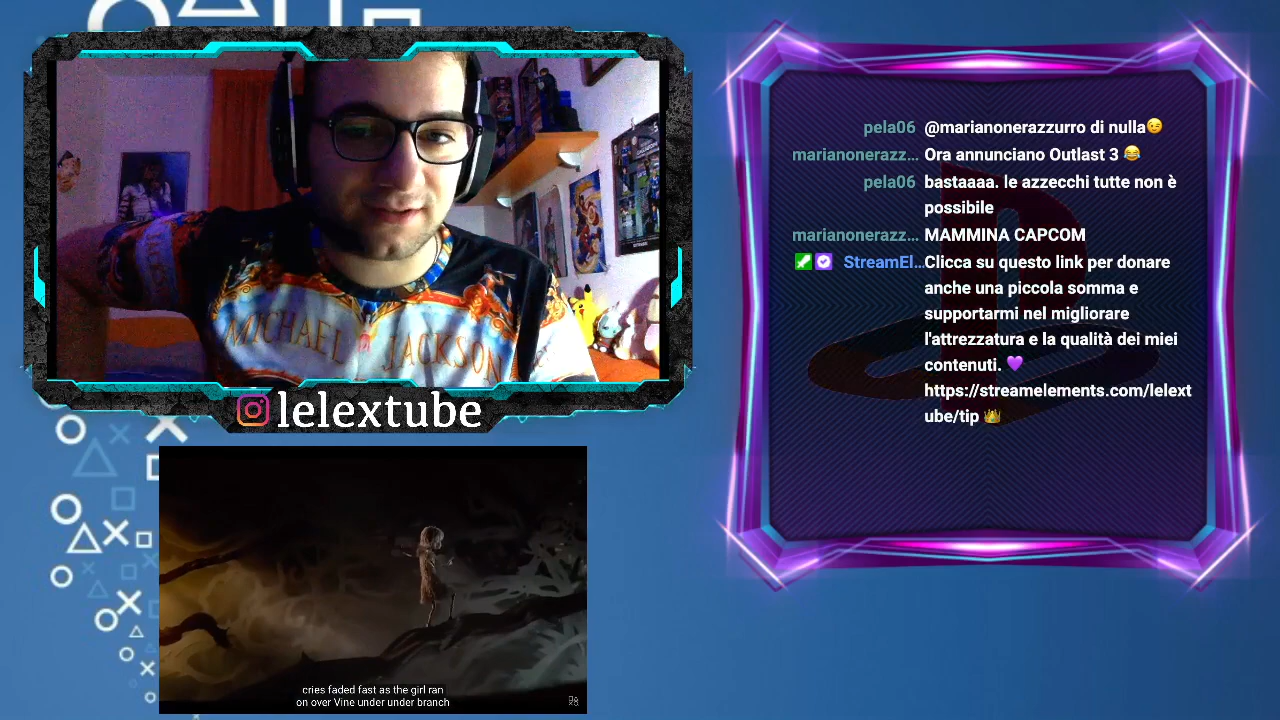 MICHAEL JACKSON
lelextube
cries faded fast as the girl ran
on over Vine under under branch
pela06 @marianonerazzurro di nulla😉
marianonerazz... Ora annunciano Outlast 3 😂
pela06 bastaaaa. le azzecchi tutte non è
possibile
marianonerazz... MAMMINA CAPCOM
StreamEl... Clicca su questo link per donare
anche una piccola somma e
supportarmi nel migliorare
l'attrezzatura e la qualità dei miei
contenuti. 💜
https://streamelements.com/lelext
ube/tip 👑